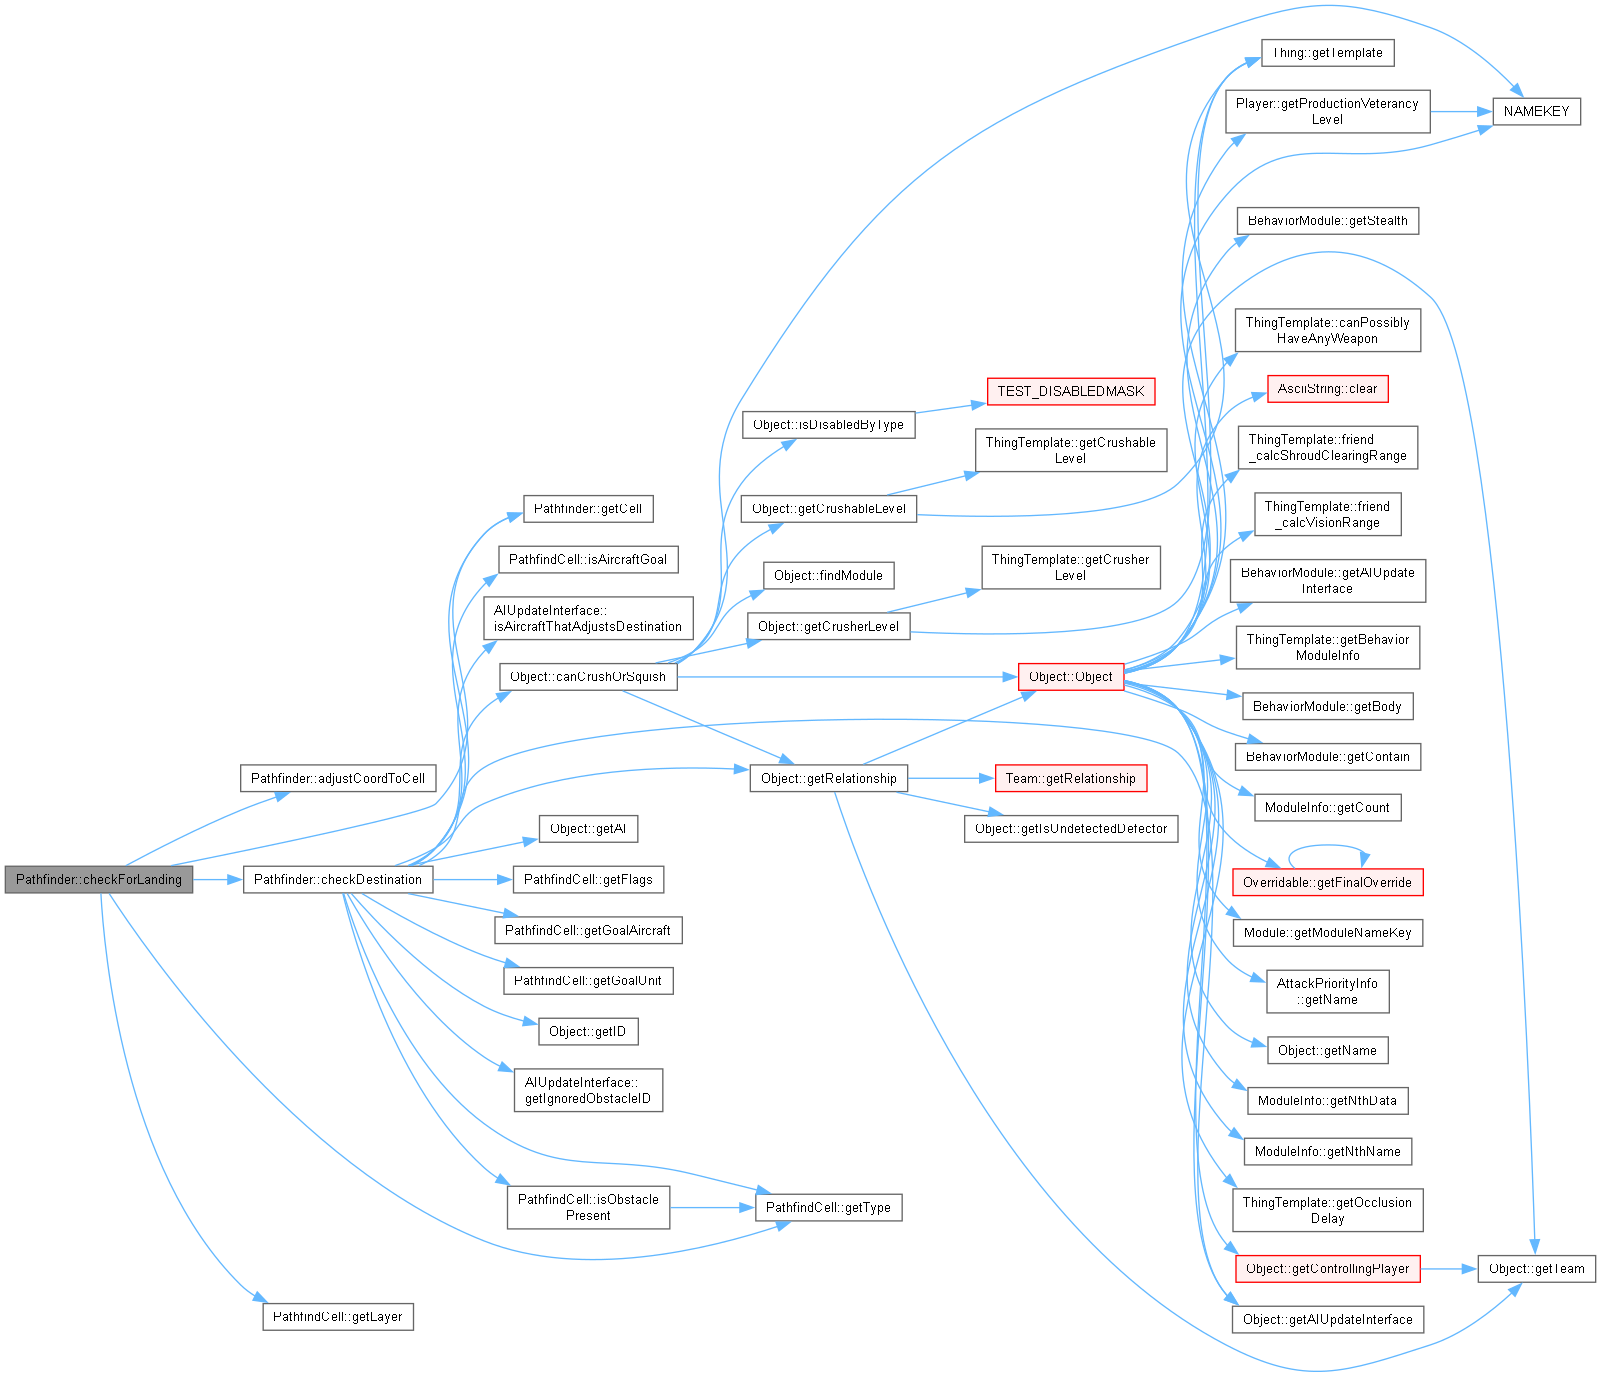 Pathfinder::checkForLanding
Pathfinder::adjustCoordToCell
Pathfinder::checkDestination
PathfindCell::getLayer
Pathfinder::getCell
PathfindCell::isAircraftGoal
AIUpdateInterface::
isAircraftThatAdjustsDestination
Object::canCrushOrSquish
Object::getAI
PathfindCell::getFlags
PathfindCell::getGoalAircraft
PathfindCell::getGoalUnit
Object::getID
AIUpdateInterface::
getIgnoredObstacleID
PathfindCell::isObstacle
Present
Object::isDisabledByType
Object::getCrushableLevel
Object::findModule
Object::getCrusherLevel
Object::getRelationship
PathfindCell::getType
TEST_DISABLEDMASK
ThingTemplate::getCrushable
Level
ThingTemplate::getCrusher
Level
Object::Object
Team::getRelationship
Object::getIsUndetectedDefector
Thing::getTemplate
Player::getProductionVeterancy
Level
BehaviorModule::getStealth
ThingTemplate::canPossibly
HaveAnyWeapon
AsciiString::clear
ThingTemplate::friend
_calcShroudClearingRange
ThingTemplate::friend
_calcVisionRange
BehaviorModule::getAIUpdate
Interface
ThingTemplate::getBehavior
ModuleInfo
BehaviorModule::getBody
BehaviorModule::getContain
ModuleInfo::getCount
Overridable::getFinalOverride
Module::getModuleNameKey
AttackPriorityInfo
::getName
Object::getName
ModuleInfo::getNthData
ModuleInfo::getNthName
ThingTemplate::getOcclusion
Delay
Object::getControllingPlayer
Object::getAIUpdateInterface
NAMEKEY
Object::getTeam